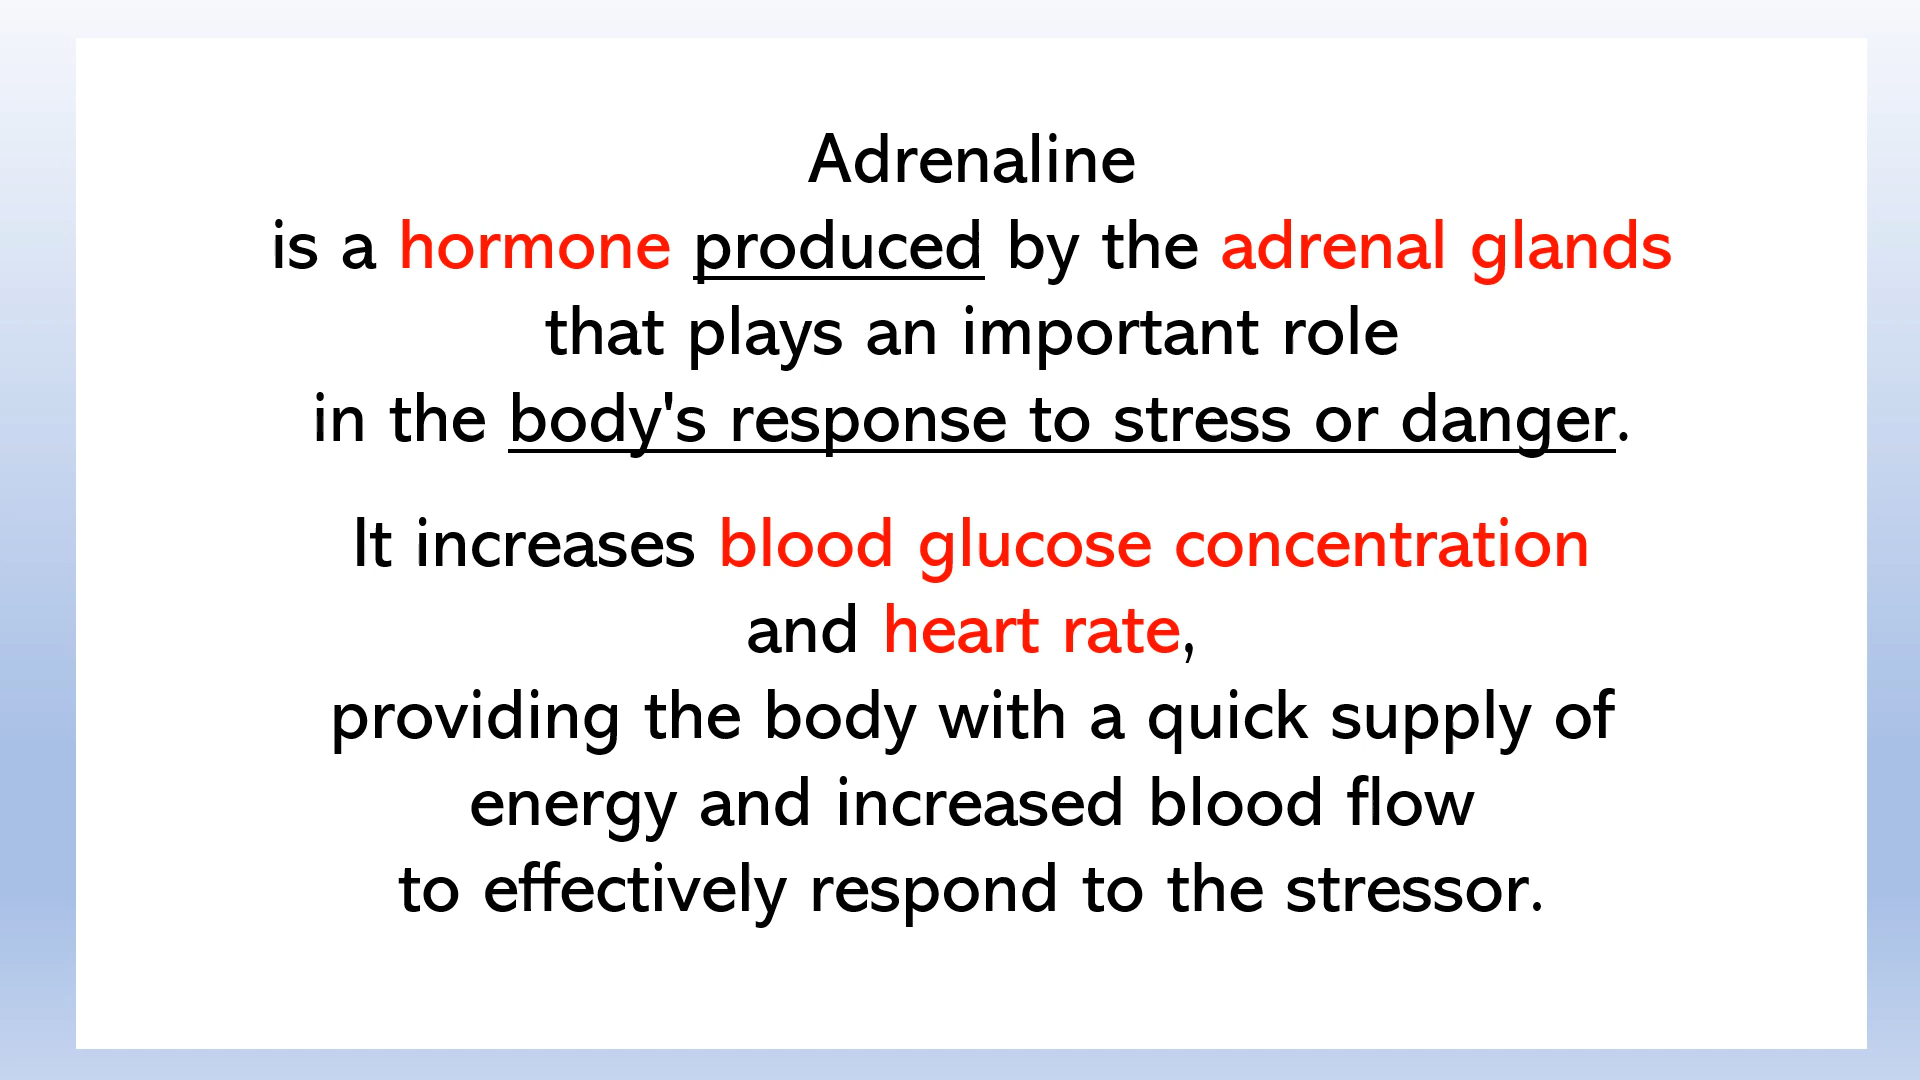 Adrenaline
is a hormone produced by the adrenal glands
that plays an important role
in the body's response to stress or danger.
It increases blood glucose concentration
and heart rate,
providing the body with a quick supply of
energy and increased blood flow
to effectively respond to the stressor.